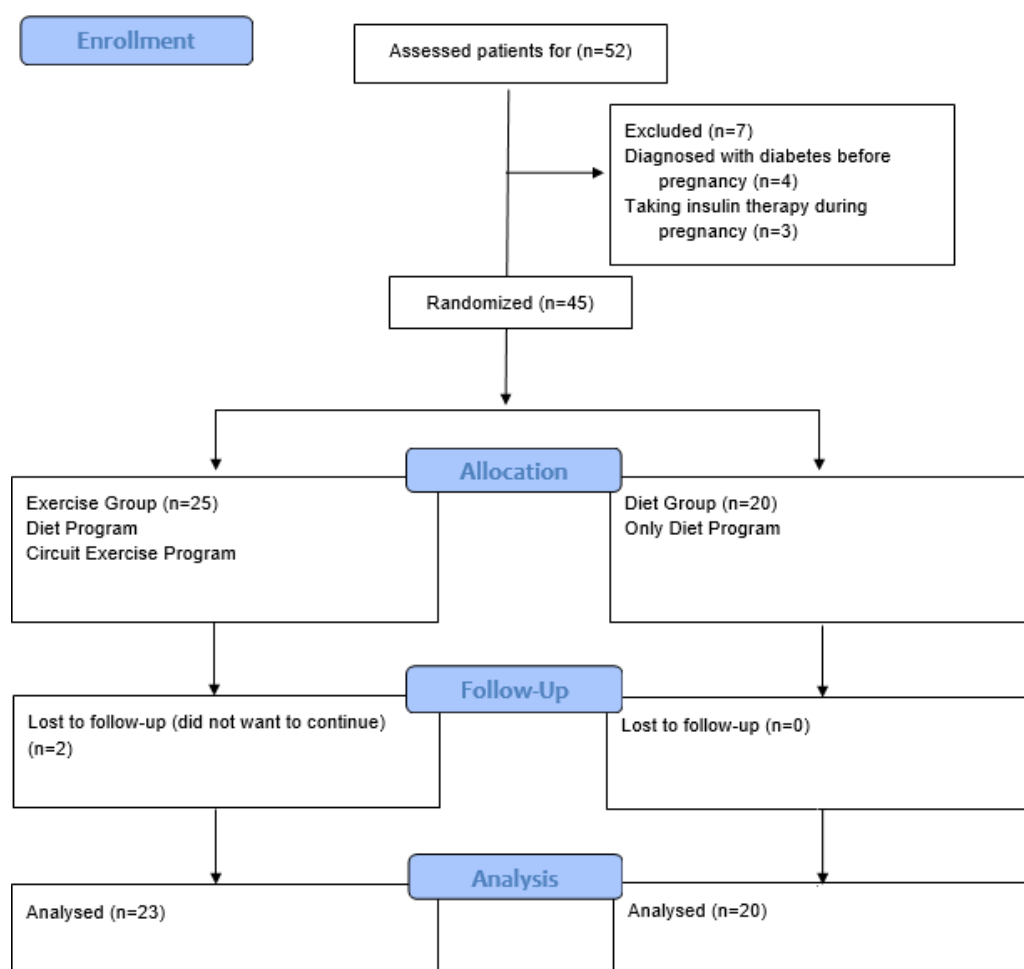 Enrollment
Assessed patients for (n=52)
Excluded (n=7)
Diagnosed with diabetes before
pregnancy (n=4)
Taking insulin therapy during
pregnancy (n=3)
Randomized (n=45)
Allocation
Exercise Group (n=25)
Diet Program
Circuit Exercise Program
Diet Group (n=20)
Only Diet Program
Follow-Up
Lost to follow-up (did not want to continue)
(n=2)
Lost to follow-up (n=0)
Analysis
Analysed (n=23)
Analysed (n=20)